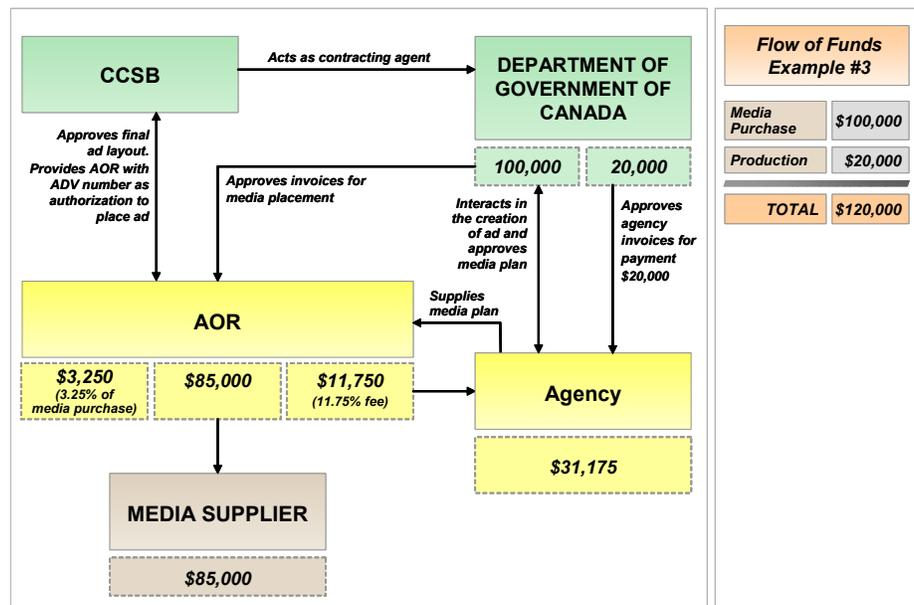 CCSB
Acts as contracting agent
DEPARTMENT OF
GOVERNMENT OF
CANADA
100,000
20,000
Approves final
ad layout.
Provides AOR with
ADV number as
authorization to
place ad
Approves invoices for
media placement
Interacts in
the creation
of ad and
approves
media plan
Approves
agency
invoices for
payment
$20,000
AOR
Supplies
media plan
$3,250
(3.25% of
media purchase)
$85,000
$11,750
(11.75% fee)
Agency
$31,175
MEDIA SUPPLIER
$85,000
Flow of Funds
Example #3
Media
Purchase
$100,000
Production
$20,000
TOTAL
$120,000